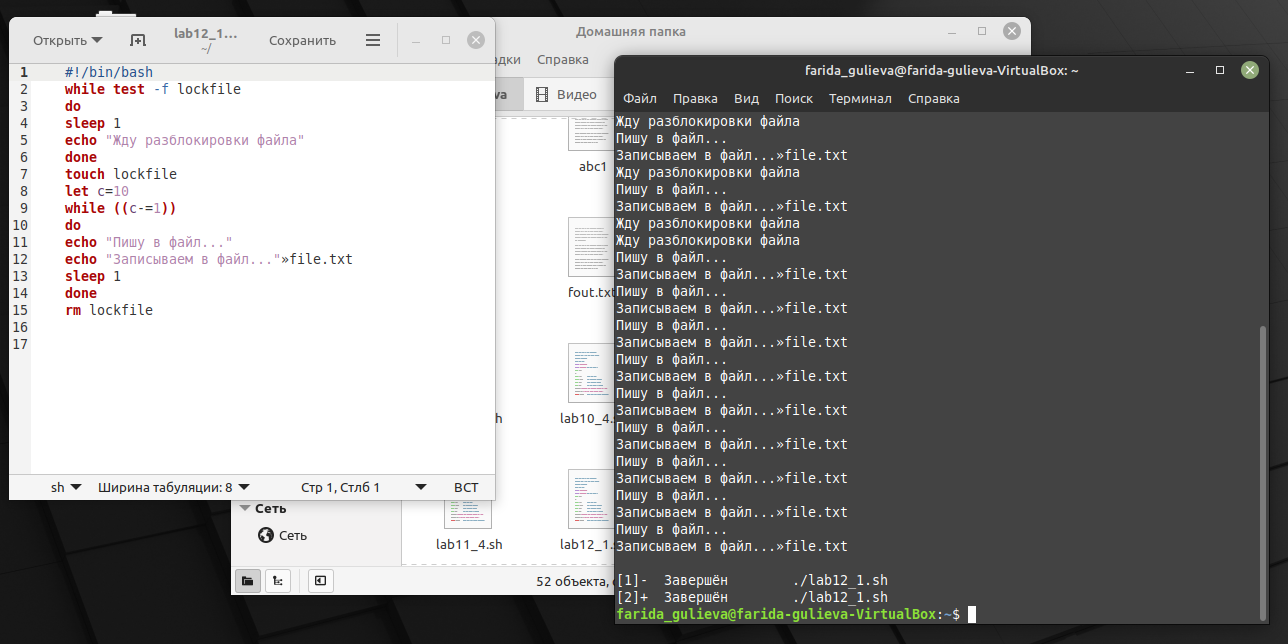 Открыть
lab12_1...
~/
Сохранить
1 #!/bin/bash
2 while test -f lockfile
3 do
4 sleep 1
5 echo "Жду разблокировки файла"
6 done
7 touch lockfile
8 let c=10
9 while ((c-=1))
10 do
11 echo "Пишу в файл..."
12 echo "Записываем в файл..."»file.txt
13 sleep 1
14 done
15 rm lockfile
16
17
sh Ширина табуляции: 8 Стр 1, Стлб 1 ВСТ
Домашняя папка
Справка
Видео
abc1
fout.txt
lab10_4.
Сеть
Сеть
lab11_4.sh
lab12_1.
52 объекта,
farida_gulieva@farida-gulieva-VirtualBox: ~
Файл Правка Вид Поиск Терминал Справка
Жду разблокировки файла
Пишу в файл...
Записываем в файл...»file.txt
Жду разблокировки файла
Пишу в файл...
Записываем в файл...»file.txt
Жду разблокировки файла
Жду разблокировки файла
Пишу в файл...
Записываем в файл...»file.txt
Пишу в файл...
Записываем в файл...»file.txt
Пишу в файл...
Записываем в файл...»file.txt
Пишу в файл...
Записываем в файл...»file.txt
Пишу в файл...
Записываем в файл...»file.txt
Пишу в файл...
Записываем в файл...»file.txt
Пишу в файл...
Записываем в файл...»file.txt
Пишу в файл...
Записываем в файл...»file.txt
Пишу в файл...
Записываем в файл...»file.txt
[1]-  Завершён        ./lab12_1.sh
[2]+  Завершён        ./lab12_1.sh
farida_gulieva@farida-gulieva-VirtualBox:~$